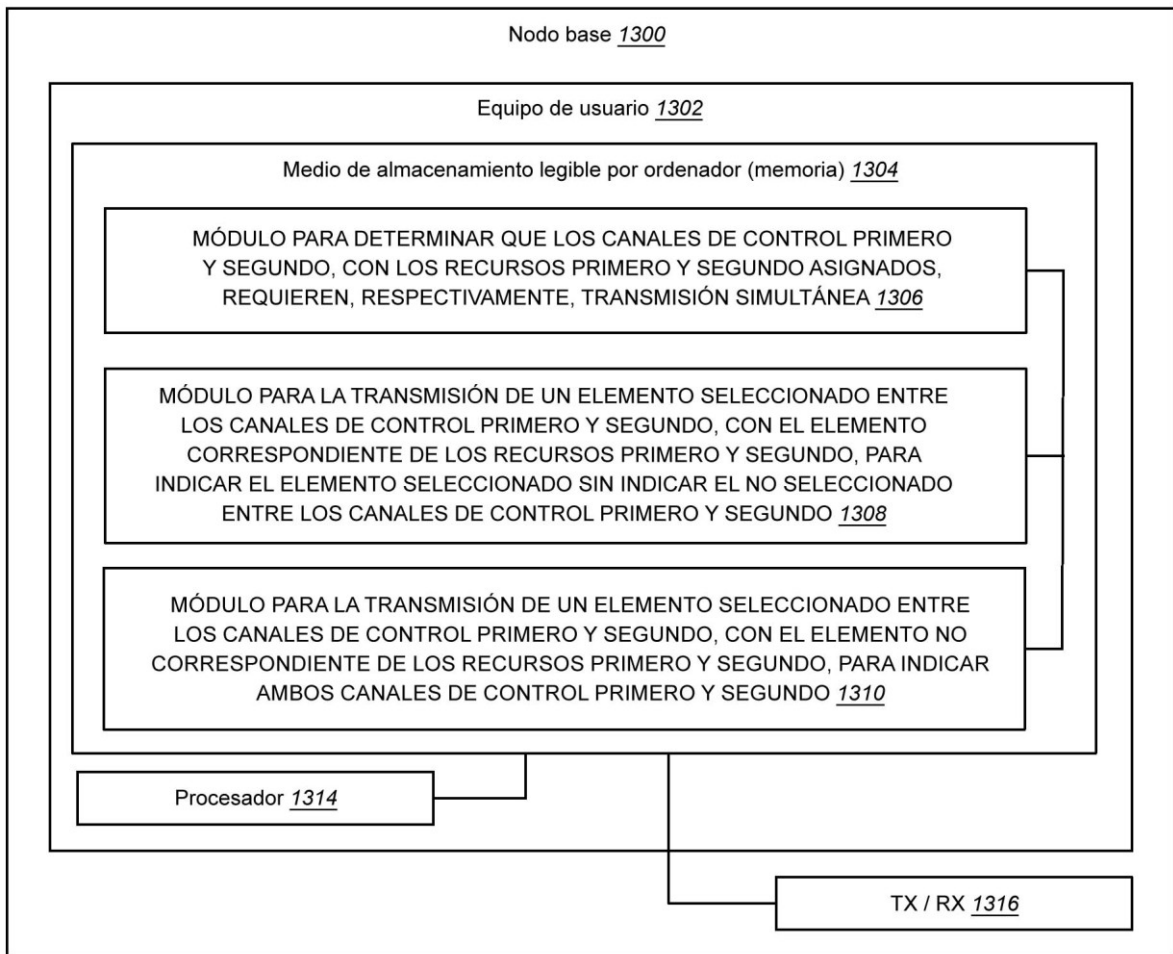 Nodo base 1300
Equipo de usuario 1302
Medio de almacenamiento legible por ordenador (memoria) 1304
MÓDULO PARA DETERMINAR QUE LOS CANALES DE CONTROL PRIMERO
Y SEGUNDO, CON LOS RECURSOS PRIMERO Y SEGUNDO ASIGNADOS,
REQUIEREN, RESPECTIVAMENTE, TRANSMISIÓN SIMULTÁNEA 1306
MÓDULO PARA LA TRANSMISIÓN DE UN ELEMENTO SELECCIONADO ENTRE
LOS CANALES DE CONTROL PRIMERO Y SEGUNDO, CON EL ELEMENTO
CORRESPONDIENTE DE LOS RECURSOS PRIMERO Y SEGUNDO, PARA
INDICAR EL ELEMENTO SELECCIONADO SIN INDICAR EL NO SELECCIONADO
ENTRE LOS CANALES DE CONTROL PRIMERO Y SEGUNDO 1308
MÓDULO PARA LA TRANSMISIÓN DE UN ELEMENTO SELECCIONADO ENTRE
LOS CANALES DE CONTROL PRIMERO Y SEGUNDO, CON EL ELEMENTO NO
CORRESPONDIENTE DE LOS RECURSOS PRIMERO Y SEGUNDO, PARA INDICAR
AMBOS CANALES DE CONTROL PRIMERO Y SEGUNDO 1310
Procesador 1314
TX / RX 1316